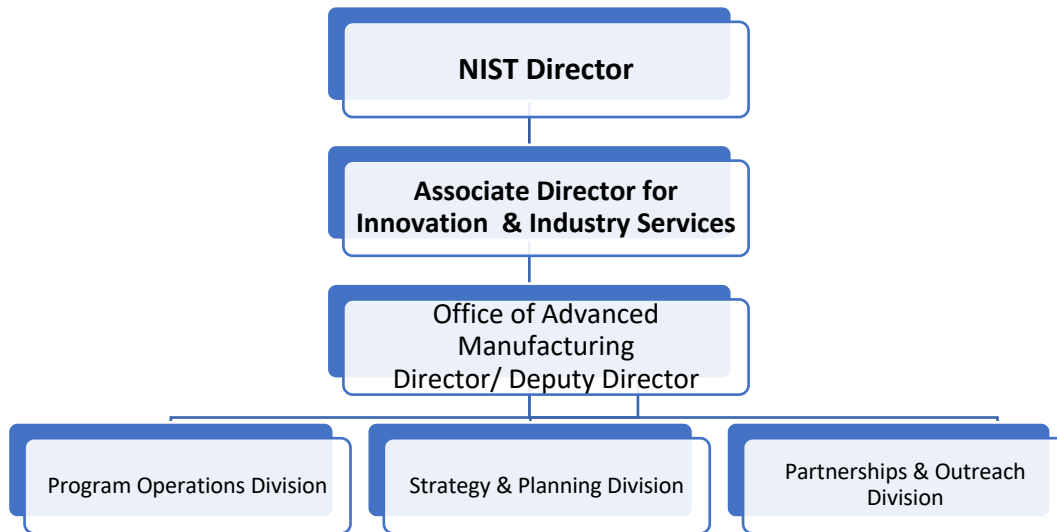 NIST Director
Associate Director for
Innovation & Industry Services
Office of Advanced
Manufacturing
Director/ Deputy Director
Program Operations Division
Strategy & Planning Division
Partnerships & Outreach
Division